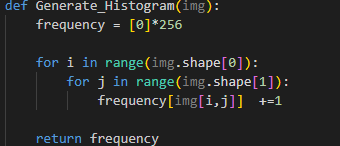 def Generate_Histogram(img):
    frequency = [0]*256

    for i in range(img.shape[0]):
        for j in range(img.shape[1]):
            frequency[img[i,j]]  +=1

    return frequency